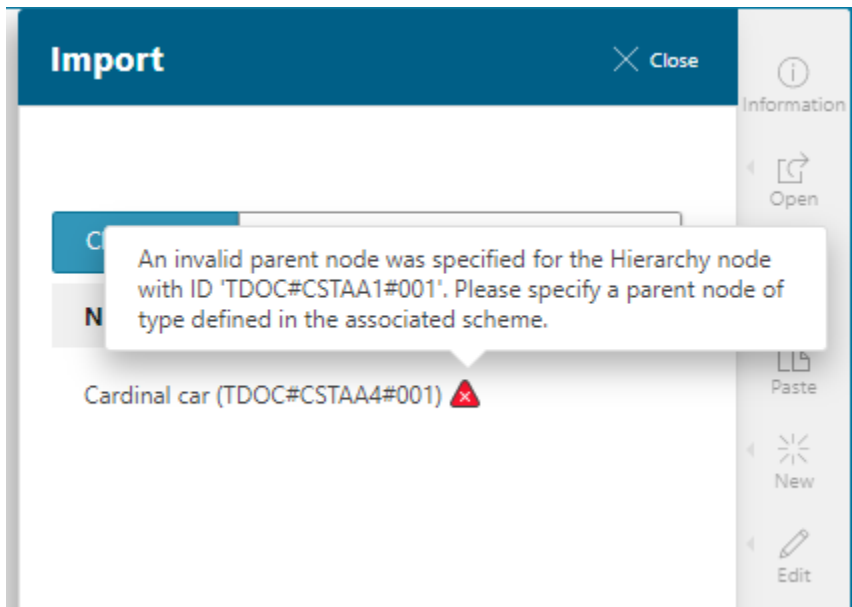 Import
Close
Information
Open
An invalid parent node was specified for the Hierarchy node
with ID 'TDOC#CSTAA1#001'. Please specify a parent node of
type defined in the associated scheme.
Cardinal car (TDOC#CSTAA4#001)
Paste
New
Edit